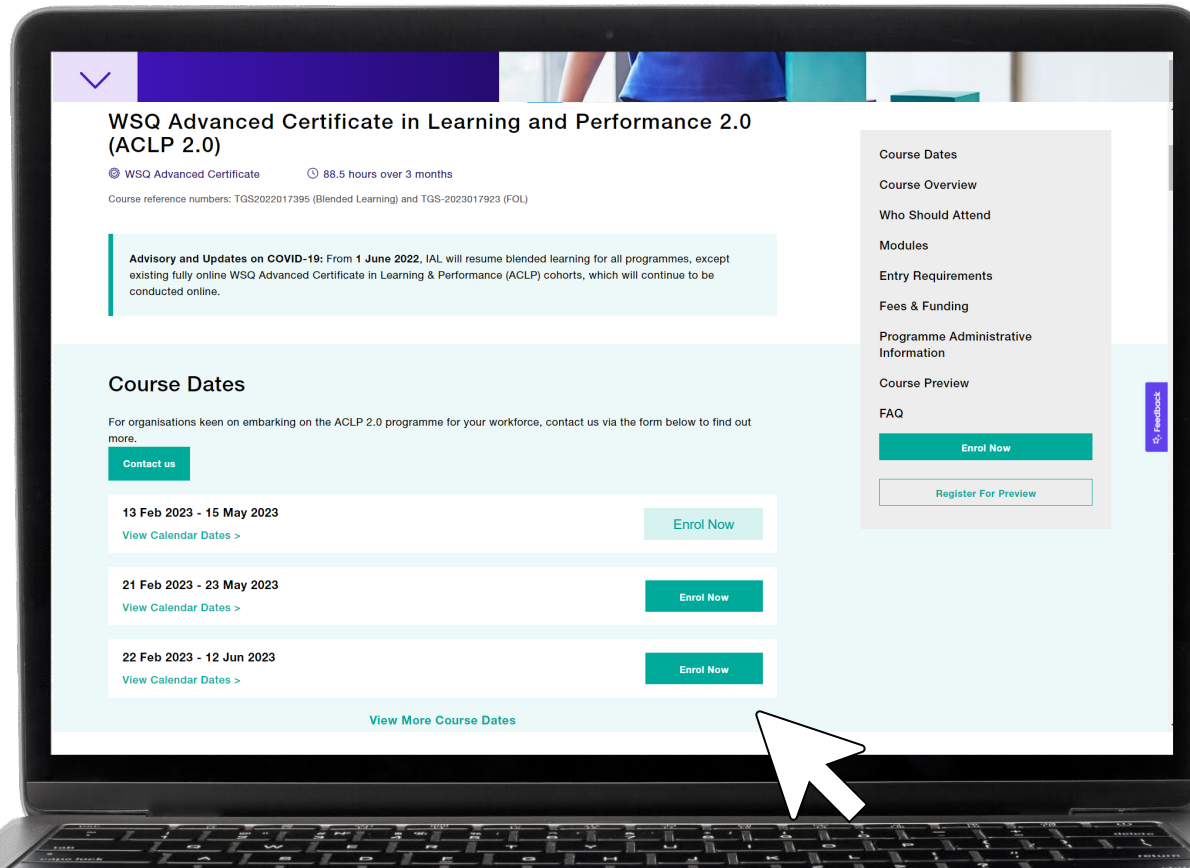 WSQ Advanced Certificate in Learning and Performance 2.0
(ACLP 2.0)
WSQ Advanced Certificate
88.5 hours over 3 months
Course reference numbers: TGS2022017395 (Blended Learning) and TGS-2023017923 (FOL)
Advisory and Updates on COVID-19: From 1 June 2022, IAL will resume blended learning for all programmes, except
existing fully online WSQ Advanced Certificate in Learning & Performance (ACLP) cohorts, which will continue to be
conducted online.
Course Dates
For organisations keen on embarking on the ACLP 2.0 programme for your workforce, contact us via the form below to find out
more.
Contact us
13 Feb 2023 - 15 May 2023
View Calendar Dates >
Enrol Now
21 Feb 2023 - 23 May 2023
View Calendar Dates >
Enrol Now
22 Feb 2023 - 12 Jun 2023
View Calendar Dates >
Enrol Now
View More Course Dates
Course Dates
Course Overview
Who Should Attend
Modules
Entry Requirements
Fees & Funding
Programme Administrative
Information
Course Preview
FAQ
Enrol Now
Register For Preview
Feedback
tab
Q W E R T Y U I O P
delete
caps lock
A S D F G H J K L
return